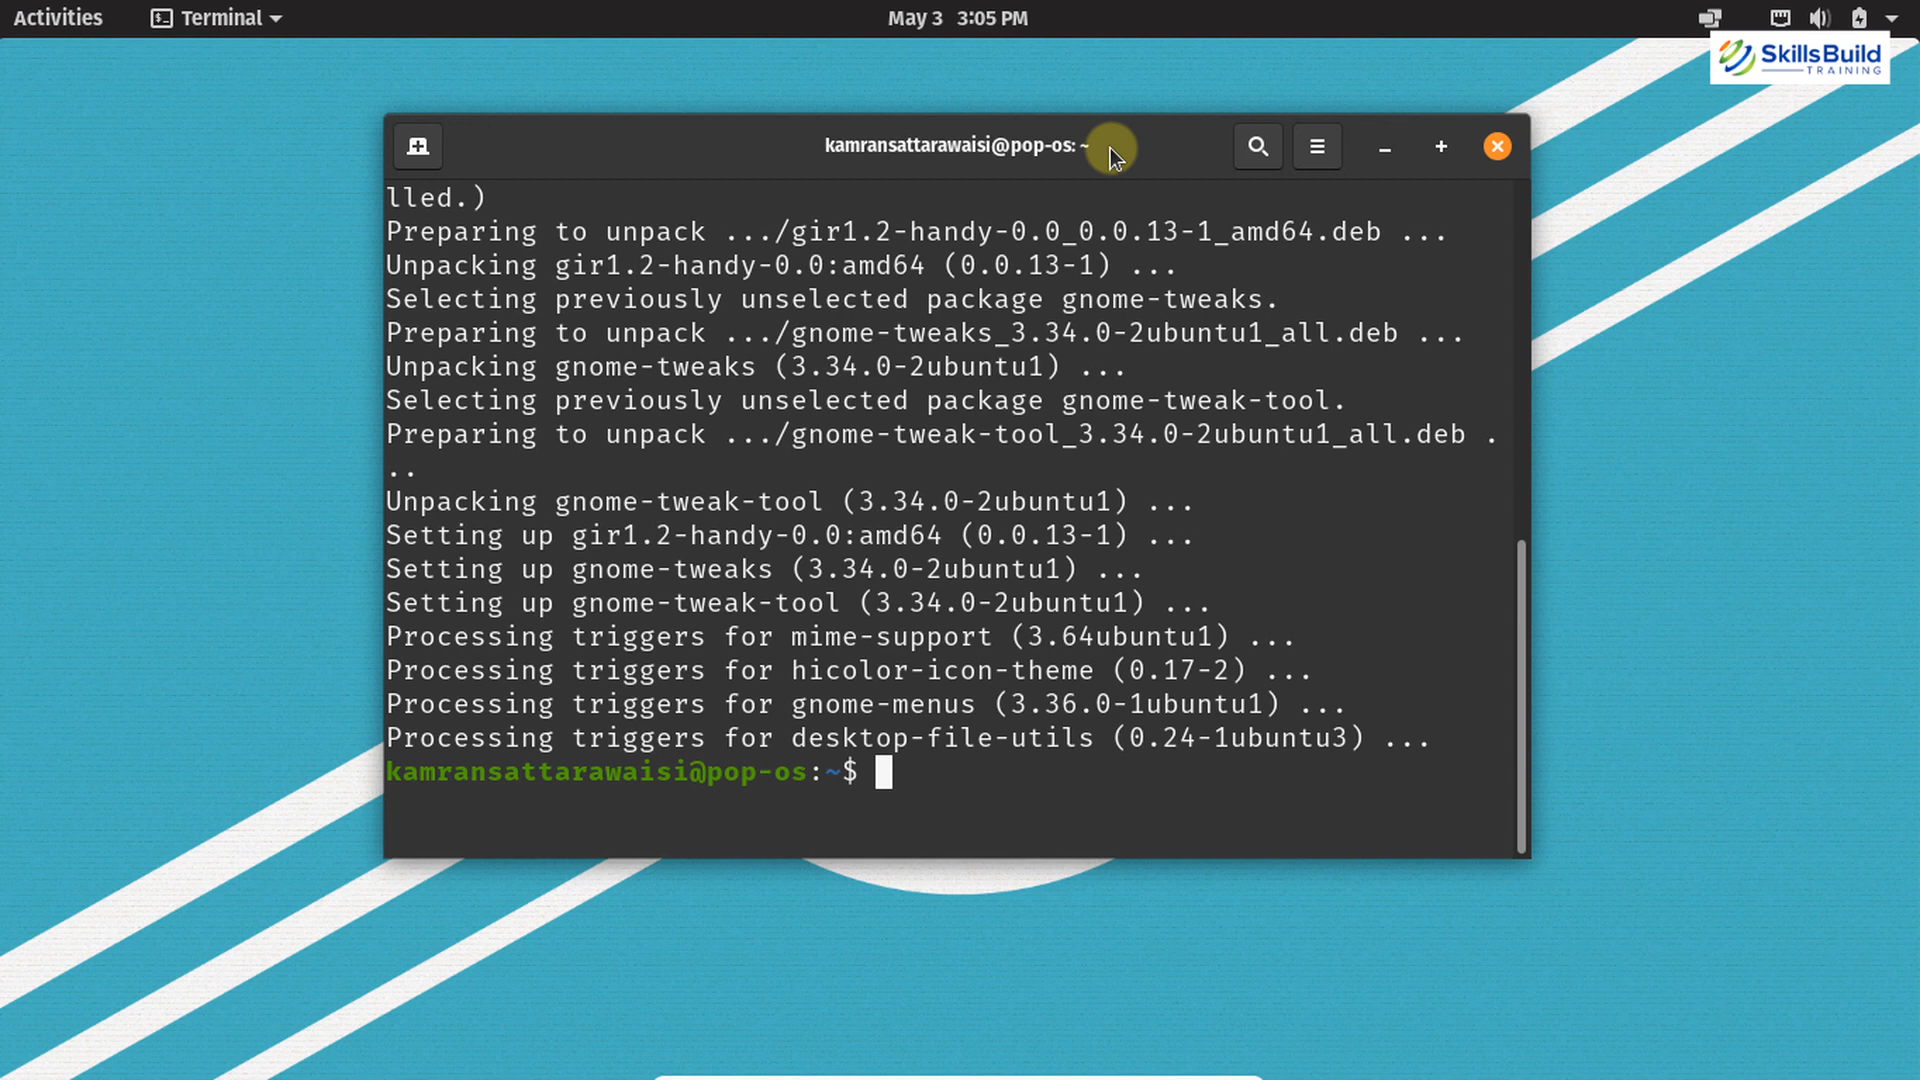 Activities Terminal May 3 3:05 PM
SkillsBuild
TRAINING
kamransattarawaisi@pop-os: ~
lled.)
Preparing to unpack .../gir1.2-handy-0.0_0.0.13-1_amd64.deb ...
Unpacking gir1.2-handy-0.0:amd64 (0.0.13-1) ...
Selecting previously unselected package gnome-tweaks.
Preparing to unpack .../gnome-tweaks_3.34.0-2ubuntu1_all.deb ...
Unpacking gnome-tweaks (3.34.0-2ubuntu1) ...
Selecting previously unselected package gnome-tweak-tool.
Preparing to unpack .../gnome-tweak-tool_3.34.0-2ubuntu1_all.deb .
..
Unpacking gnome-tweak-tool (3.34.0-2ubuntu1) ...
Setting up gir1.2-handy-0.0:amd64 (0.0.13-1) ...
Setting up gnome-tweaks (3.34.0-2ubuntu1) ...
Setting up gnome-tweak-tool (3.34.0-2ubuntu1) ...
Processing triggers for mime-support (3.64ubuntu1) ...
Processing triggers for hicolor-icon-theme (0.17-2) ...
Processing triggers for gnome-menus (3.36.0-1ubuntu1) ...
Processing triggers for desktop-file-utils (0.24-1ubuntu3) ...
kamransattarawaisi@pop-os:~$